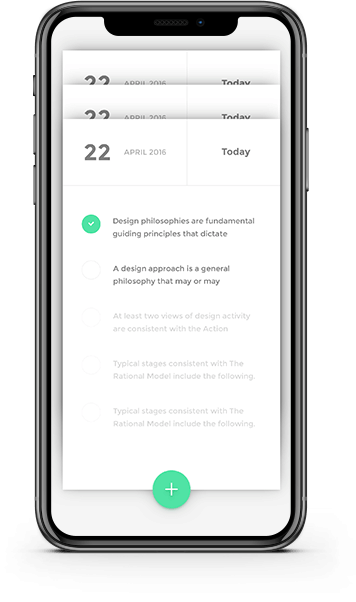 22 APRIL 2016 Today
22 APRIL 2016 Today
22 APRIL 2016 Today
Design philosophies are fundamental
guiding principles that dictate
A design approach is a general
philosophy that may or may
At least two views of design activity
are consistent with the Action
Typical stages consistent with The
Rational Model include the following.
Typical stages consistent with The
Rational Model include the following.